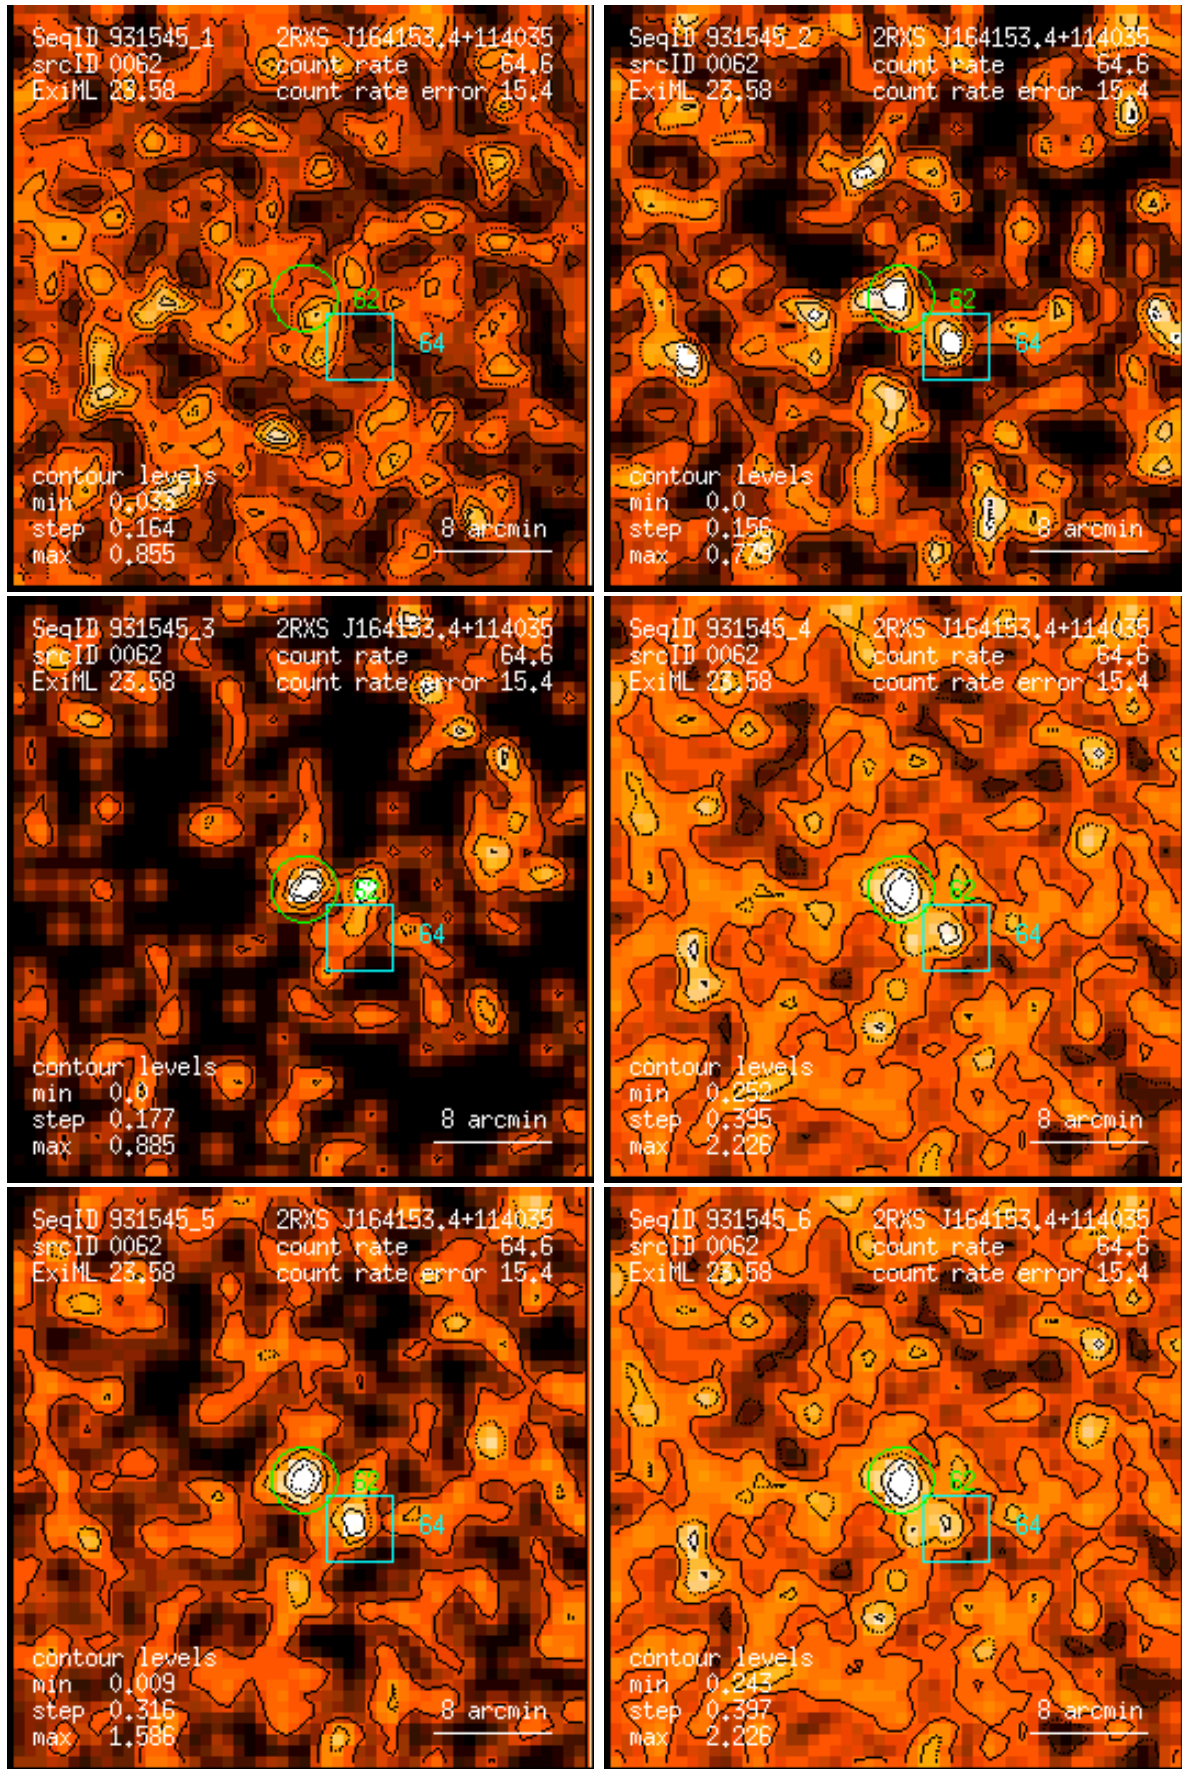 SeqID 931545_1 2RXS J164153.4+114035
srcID 0062 count rate 64.6
ExiML 23.58 count rate error 15.4
62
64
contour levels
min 0.033
step 0.164 8 arcmin
max 0.855
SeqID 931545_2 2RXS J164153.4+114035
srcID 0062 count rate 64.6
ExiML 23.58 count rate error 15.4
62
64
contour levels
min 0.0
step 0.156 8 arcmin
max 0.779
SeqID 931545_3 2RXS J164153.4+114035
srcID 0062 count rate 64.6
ExiML 23.58 count rate error 15.4
62
64
contour levels
min 0.0
step 0.177 8 arcmin
max 0.885
SeqID 931545_4 2RXS J164153.4+114035
srcID 0062 count rate 64.6
ExiML 23.58 count rate error 15.4
62
64
contour levels
min 0.252
step 0.395 8 arcmin
max 2.226
SeqID 931545_5 2RXS J164153.4+114035
srcID 0062 count rate 64.6
ExiML 23.58 count rate error 15.4
62
64
contour levels
min 0.009
step 0.316 8 arcmin
max 1.586
SeqID 931545_6 2RXS J164153.4+114035
srcID 0062 count rate 64.6
ExiML 23.58 count rate error 15.4
62
64
contour levels
min 0.243
step 0.397 8 arcmin
max 2.226